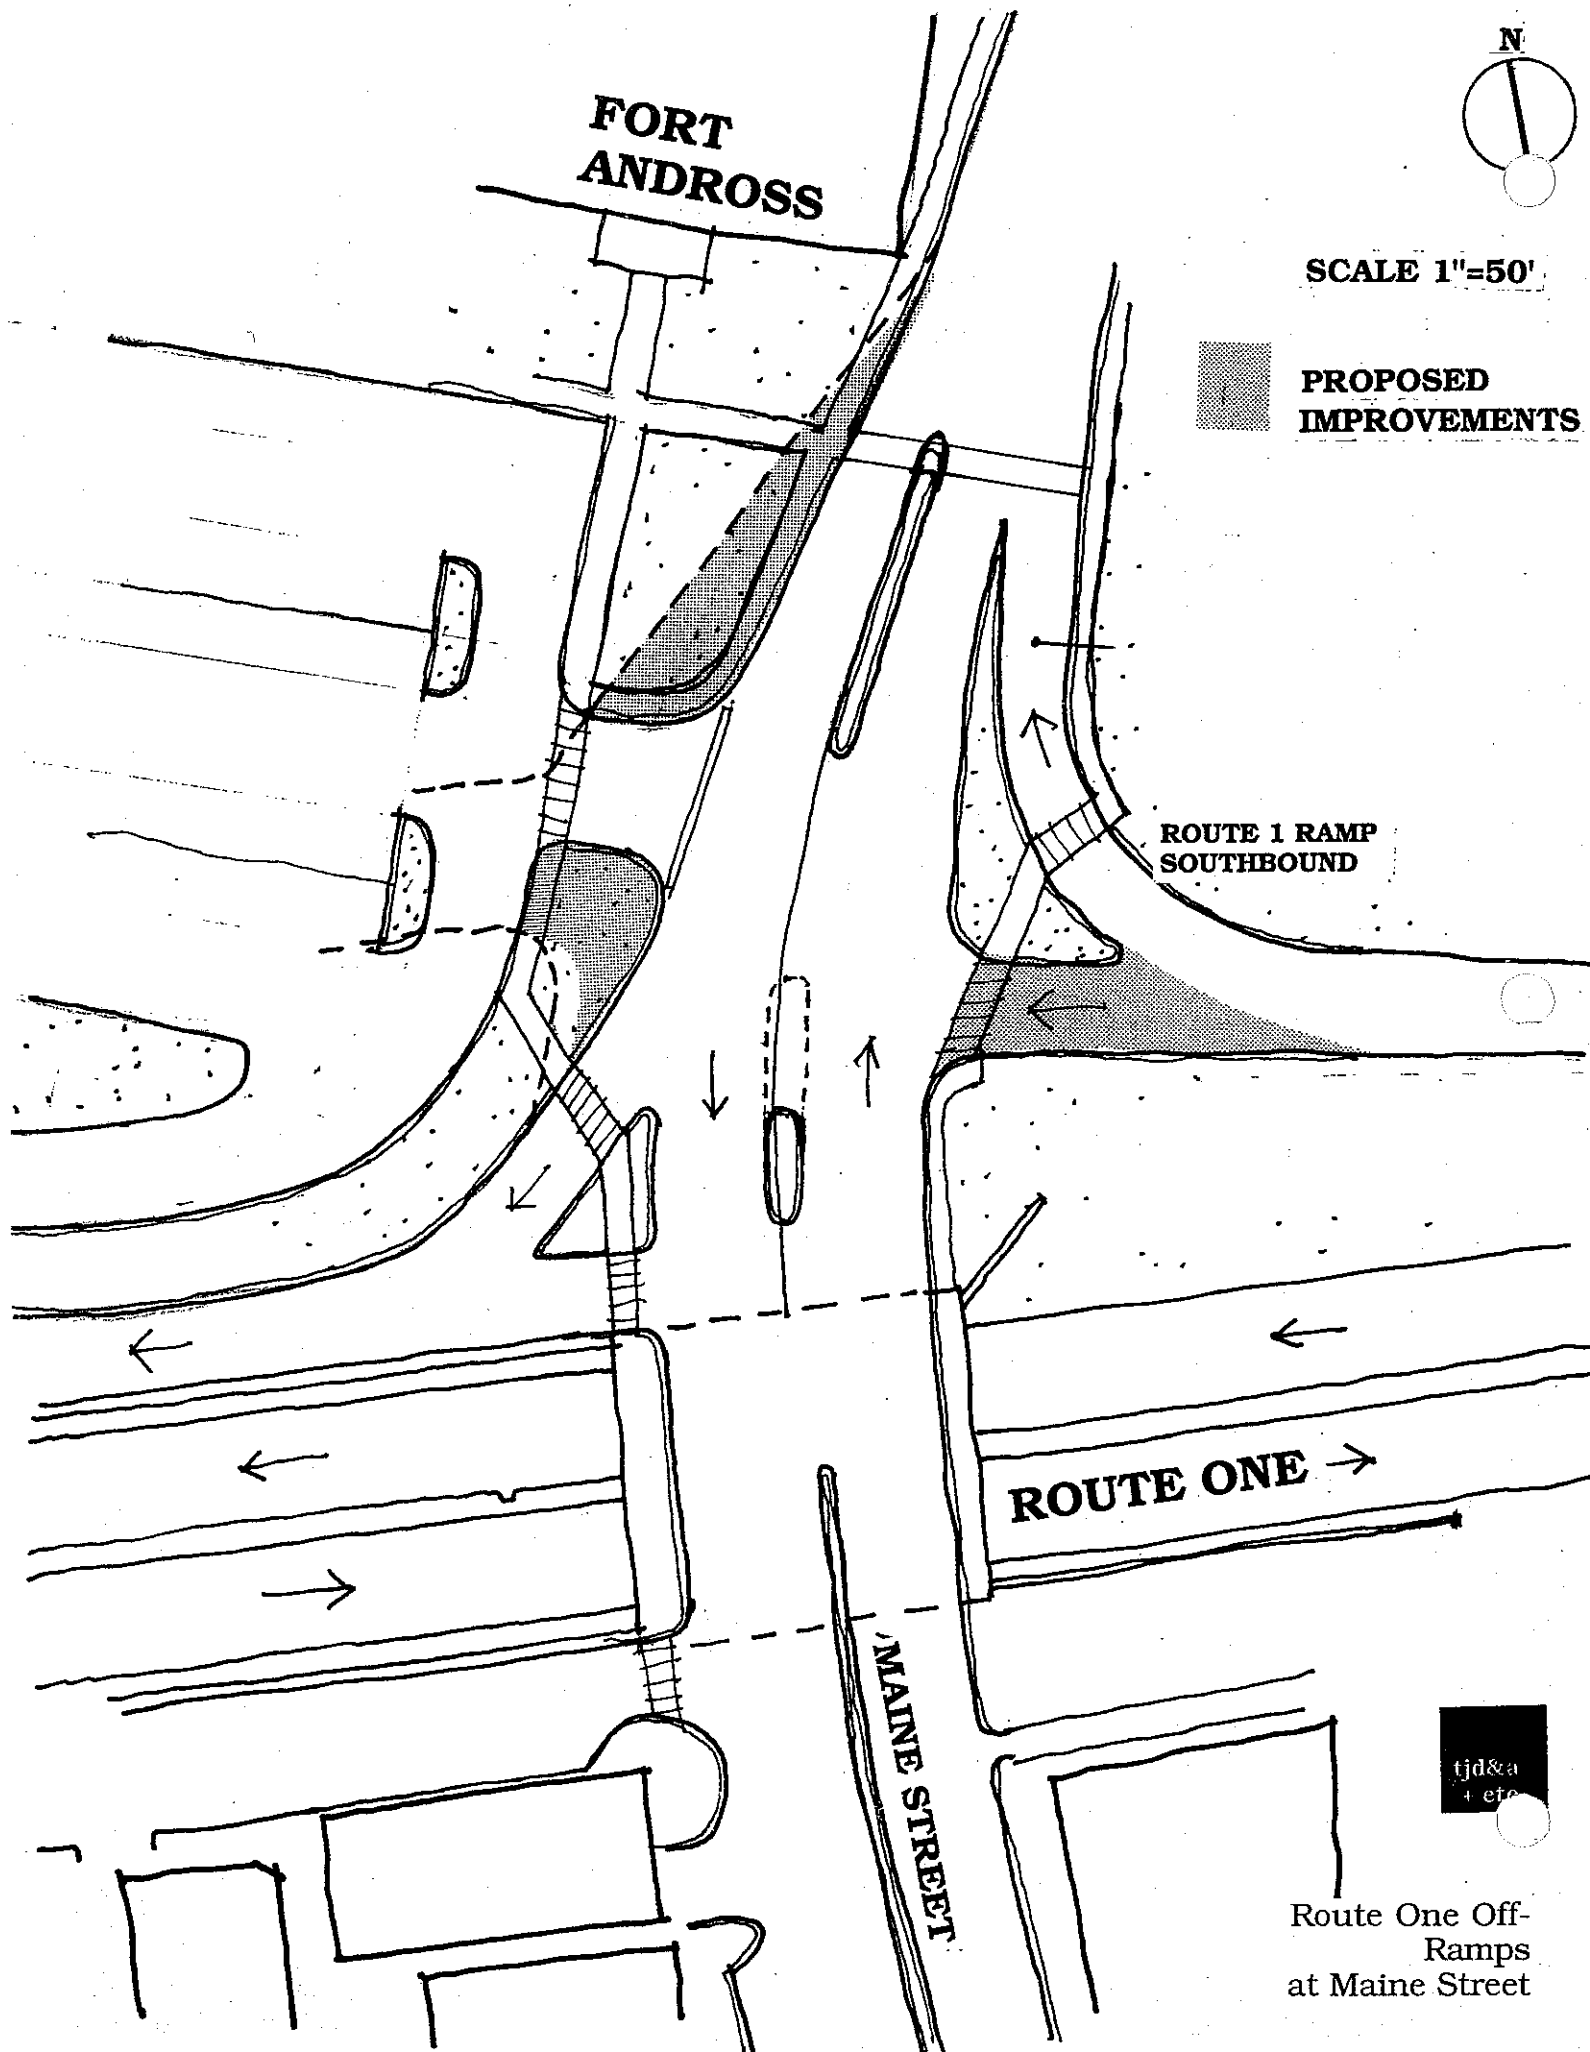 N
FORT
ANDROSS
SCALE 1"=50'
PROPOSED
IMPROVEMENTS
ROUTE 1 RAMP
SOUTHBOUND
ROUTE ONE
MAINE STREET
tjd&a
+ etc
Route One Off-
Ramps
at Maine Street